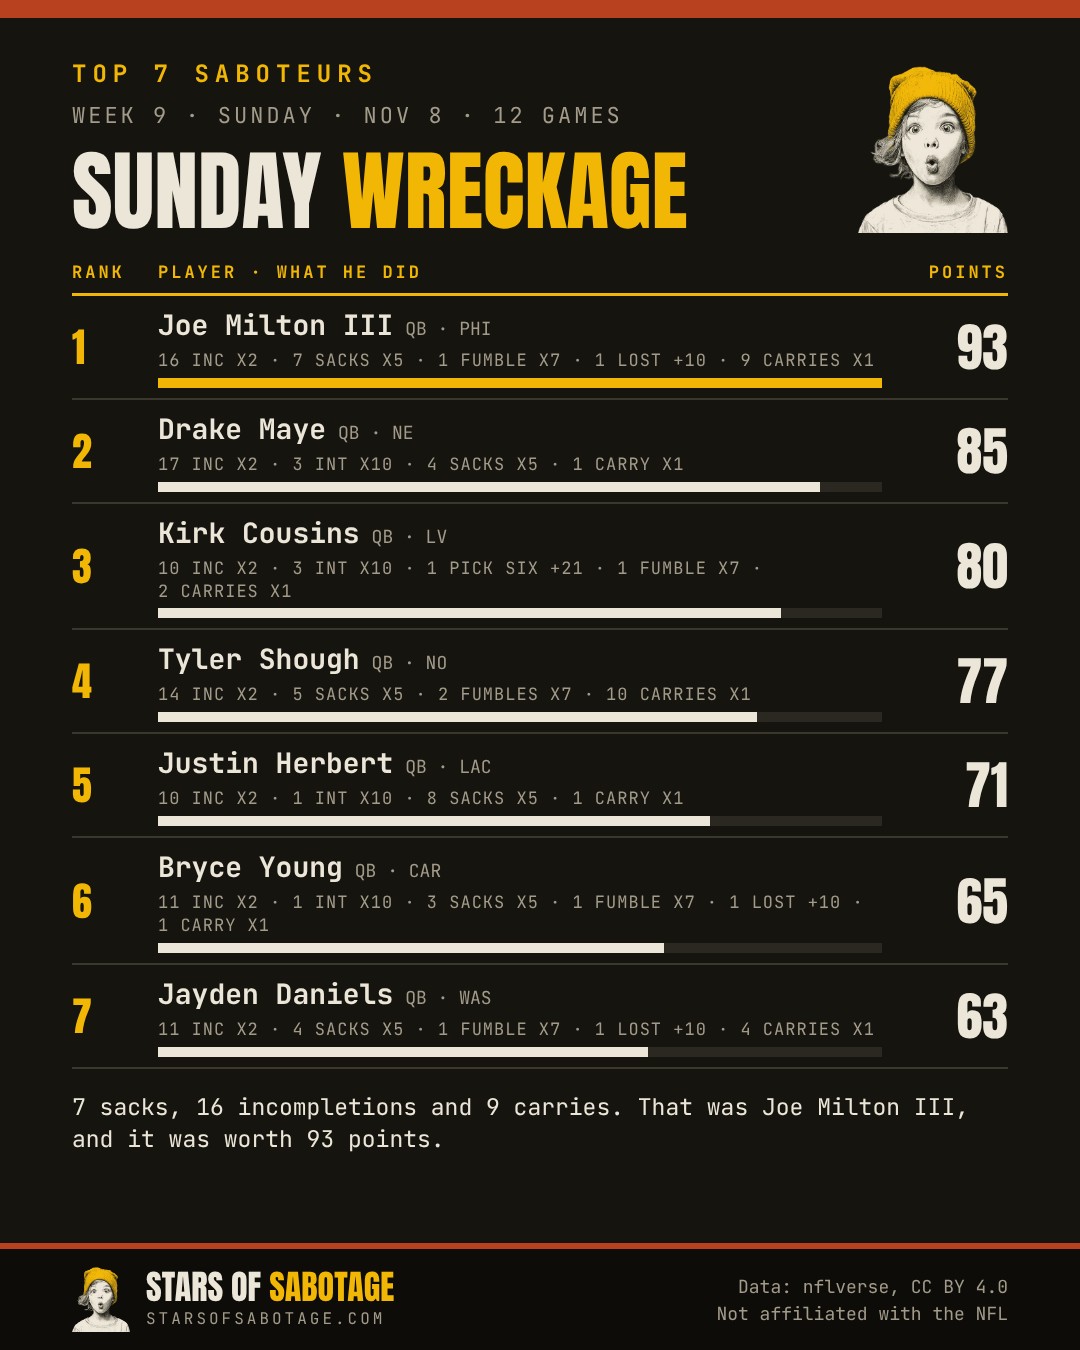 TOP 7 SABOTEURS
WEEK 9 · SUNDAY · NOV 8 · 12 GAMES
SUNDAY WRECKAGE
RANK PLAYER · WHAT HE DID POINTS
1 Joe Milton III QB · PHI 93
16 INC X2 · 7 SACKS X5 · 1 FUMBLE X7 · 1 LOST +10 · 9 CARRIES X1
2 Drake Maye QB · NE 85
17 INC X2 · 3 INT X10 · 4 SACKS X5 · 1 CARRY X1
3 Kirk Cousins QB · LV 80
10 INC X2 · 3 INT X10 · 1 PICK SIX +21 · 1 FUMBLE X7 ·
2 CARRIES X1
4 Tyler Shough QB · NO 77
14 INC X2 · 5 SACKS X5 · 2 FUMBLES X7 · 10 CARRIES X1
5 Justin Herbert QB · LAC 71
10 INC X2 · 1 INT X10 · 8 SACKS X5 · 1 CARRY X1
6 Bryce Young QB · CAR 65
11 INC X2 · 1 INT X10 · 3 SACKS X5 · 1 FUMBLE X7 · 1 LOST +10 ·
1 CARRY X1
7 Jayden Daniels QB · WAS 63
11 INC X2 · 4 SACKS X5 · 1 FUMBLE X7 · 1 LOST +10 · 4 CARRIES X1
7 sacks, 16 incompletions and 9 carries. That was Joe Milton III,
and it was worth 93 points.
STARS OF SABOTAGE
STARSOFSABOTAGE.COM
Data: nflverse, CC BY 4.0
Not affiliated with the NFL